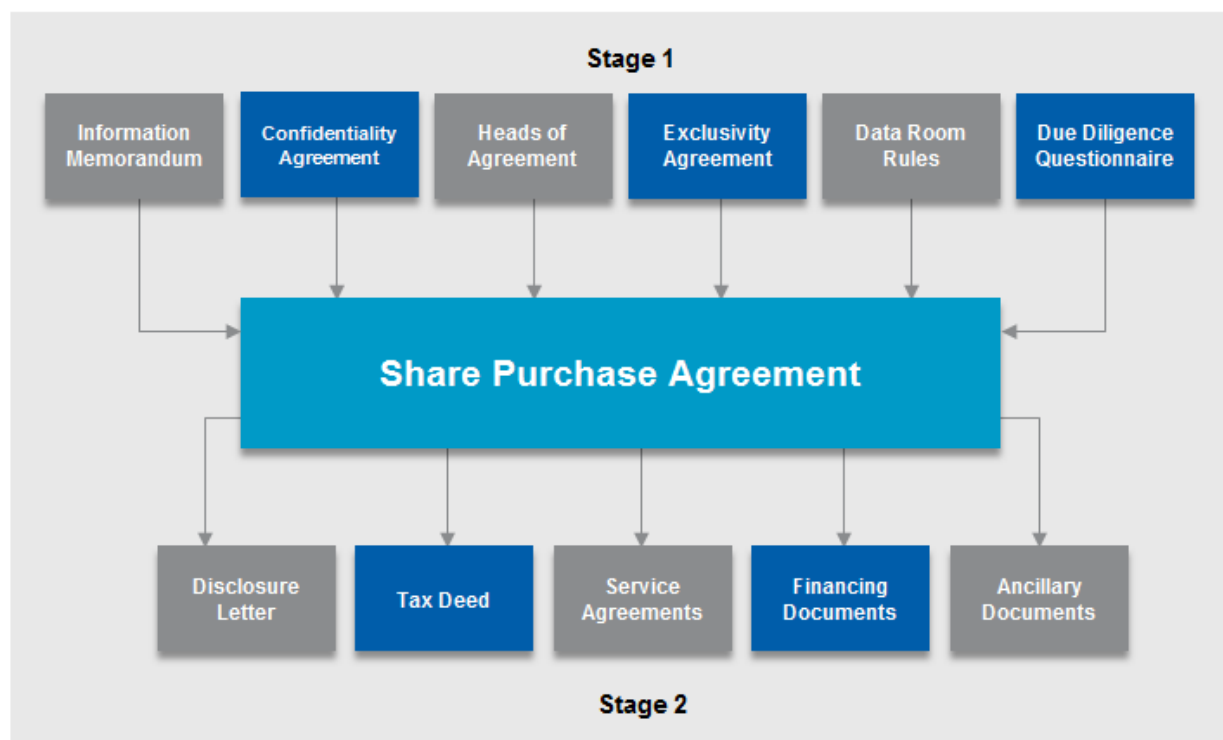 Stage 1
Information
Memorandum
Confidentiality
Agreement
Heads of
Agreement
Exclusivity
Agreement
Data Room
Rules
Due Diligence
Questionnaire
Share Purchase Agreement
Disclosure
Letter
Tax Deed
Service
Agreements
Financing
Documents
Ancillary
Documents
Stage 2